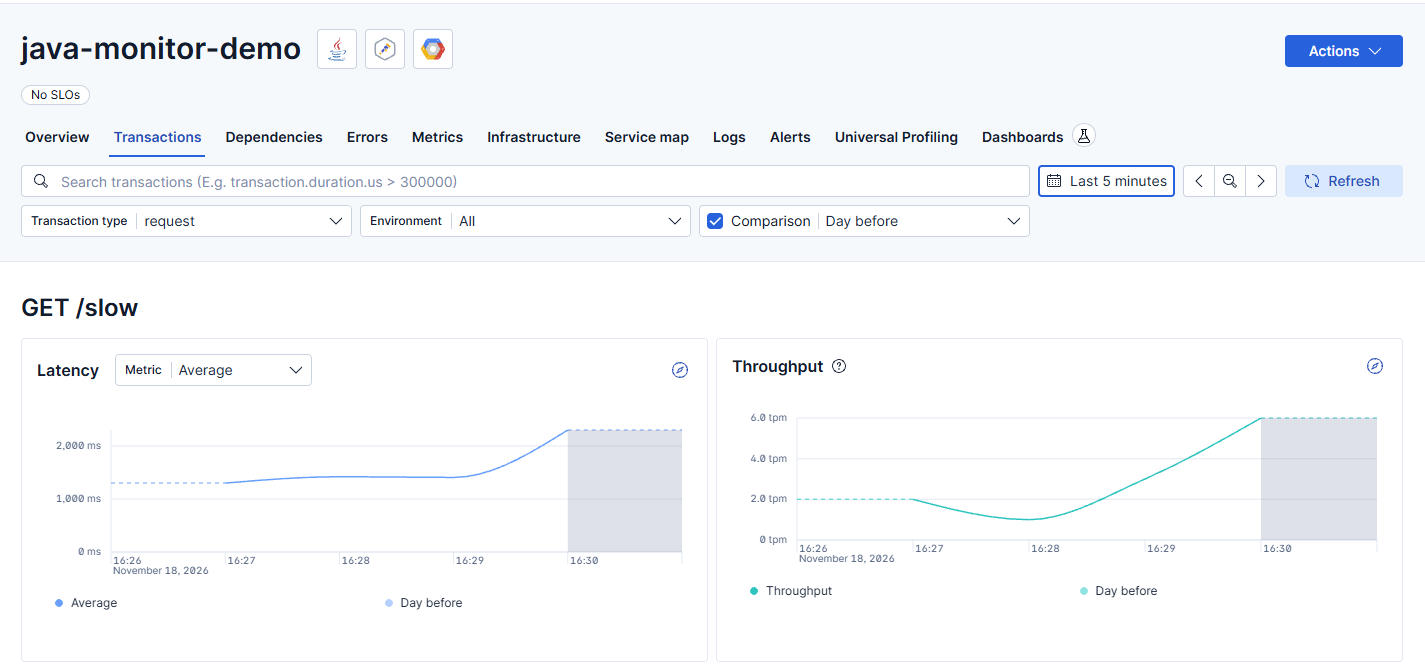 java-monitor-demo
Actions
No SLOs
Overview Transactions Dependencies Errors Metrics Infrastructure Service map Logs Alerts Universal Profiling Dashboards
Search transactions (E.g. transaction.duration.us > 300000)
Last 5 minutes
Refresh
Transaction type request
Environment All
Comparison Day before
GET /slow
Latency
Metric Average
2,000 ms
1,000 ms
0 ms
16:26 16:27 16:28 16:29 16:30
November 18, 2026
Average Day before
Throughput
6.0 tpm
4.0 tpm
2.0 tpm
0 tpm
16:26 16:27 16:28 16:29 16:30
November 18, 2026
Throughput Day before